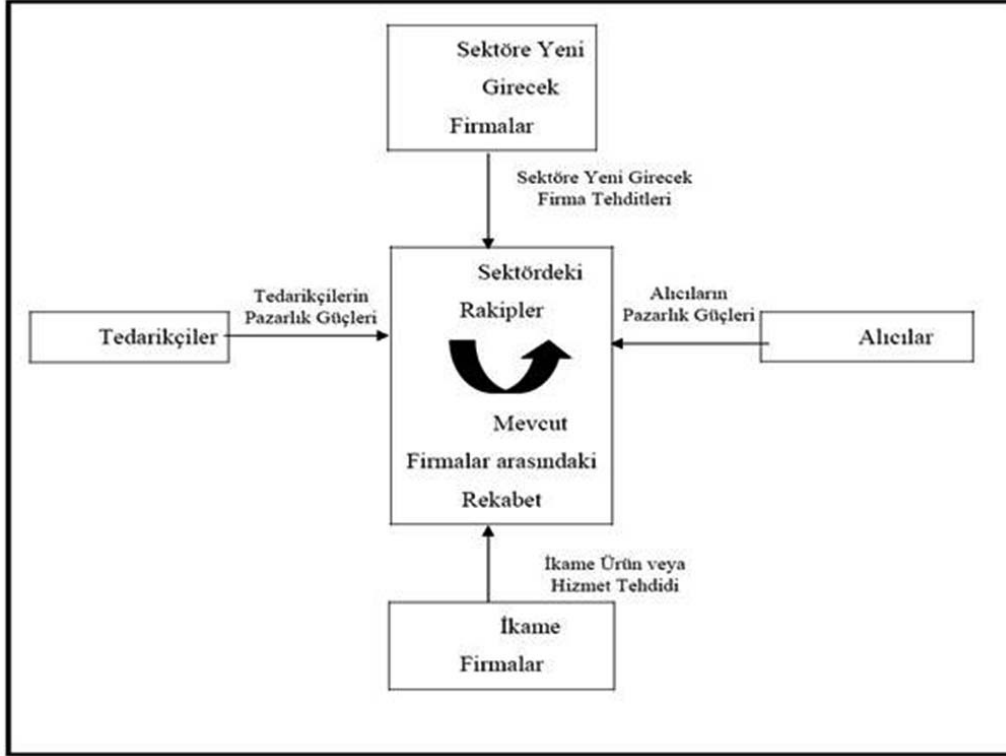 Sektöre Yeni
Girecek
Firmalar
Sektöre Yeni Girecek
Firma Tehditleri
Sektördeki
Rakipler
Tedarikçilerin
Pazarlık Güçleri
Alıcıların
Pazarlık Güçleri
Tedarikçiler
Alıcılar
Mevcut
Firmalar arasındaki
Rekabet
İkame Ürün veya
Hizmet Tehdidi
İkame
Firmalar